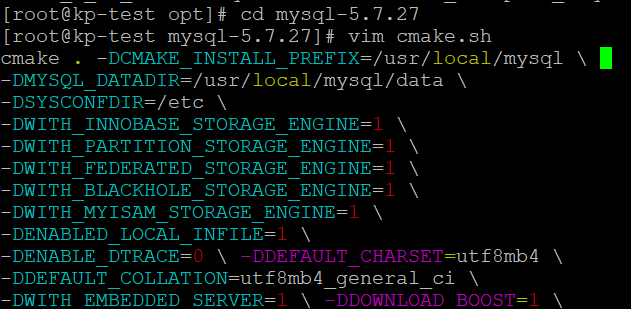 [root@kp-test opt]# cd mysql-5.7.27
[root@kp-test mysql-5.7.27]# vim cmake.sh
cmake . -DCMAKE_INSTALL_PREFIX=/usr/local/mysql \
-DMYSQL_DATADIR=/usr/local/mysql/data \
-DSYSCONFDIR=/etc \
-DWITH_INNOBASE_STORAGE_ENGINE=1 \
-DWITH_PARTITION_STORAGE_ENGINE=1 \
-DWITH_FEDERATED_STORAGE_ENGINE=1 \
-DWITH_BLACKHOLE_STORAGE_ENGINE=1 \
-DWITH_MYISAM_STORAGE_ENGINE=1 \
-DENABLED_LOCAL_INFILE=1 \
-DENABLE_DTRACE=0 \ -DDEFAULT_CHARSET=utf8mb4 \
-DDEFAULT_COLLATION=utf8mb4_general_ci \
-DWITH_EMBEDDED_SERVER=1 \ -DDOWNLOAD_BOOST=1 \